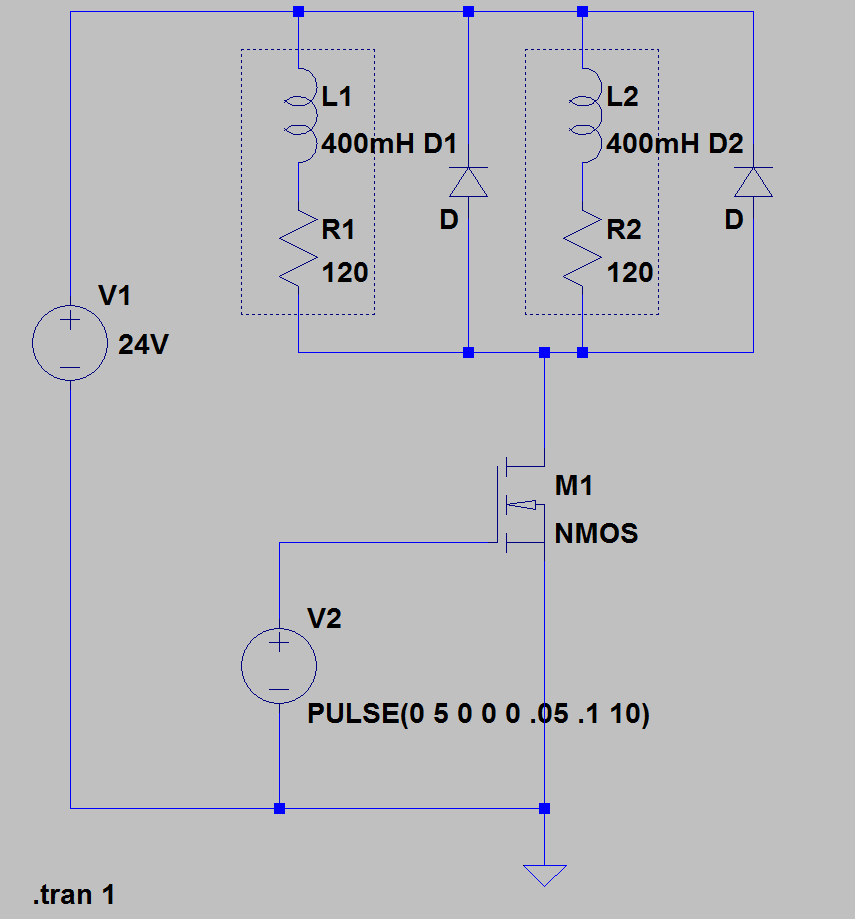 L1
400mH D1
L2
400mH D2
D
R1
120
D
R2
120
V1
24V
M1
NMOS
V2
PULSE(0 5 0 0 0 .05 .1 10)
.tran 1